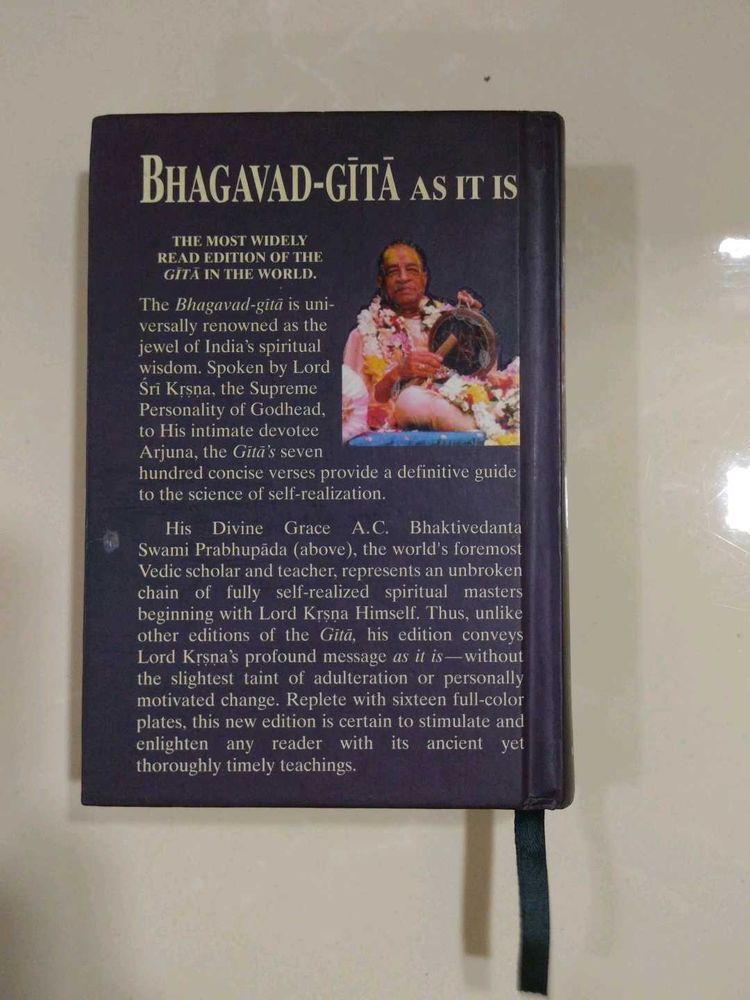 BHAGAVAD-GĪTĀ AS IT IS
THE MOST WIDELY
READ EDITION OF THE
GĪTĀ IN THE WORLD.
The Bhagavad-gītā is uni-
versally renowned as the
jewel of India's spiritual
wisdom. Spoken by Lord
Śrī Kṛṣṇa, the Supreme
Personality of Godhead,
to His intimate devotee
Arjuna, the Gītā's seven
hundred concise verses provide a definitive guide
to the science of self-realization.
His Divine Grace A.C. Bhaktivedanta
Swami Prabhupāda (above), the world's foremost
Vedic scholar and teacher, represents an unbroken
chain of fully self-realized spiritual masters
beginning with Lord Kṛṣṇa Himself. Thus, unlike
other editions of the Gītā, his edition conveys
Lord Kṛṣṇa's profound message as it is—without
the slightest taint of adulteration or personally
motivated change. Replete with sixteen full-color
plates, this new edition is certain to stimulate and
enlighten any reader with its ancient yet
thoroughly timely teachings.